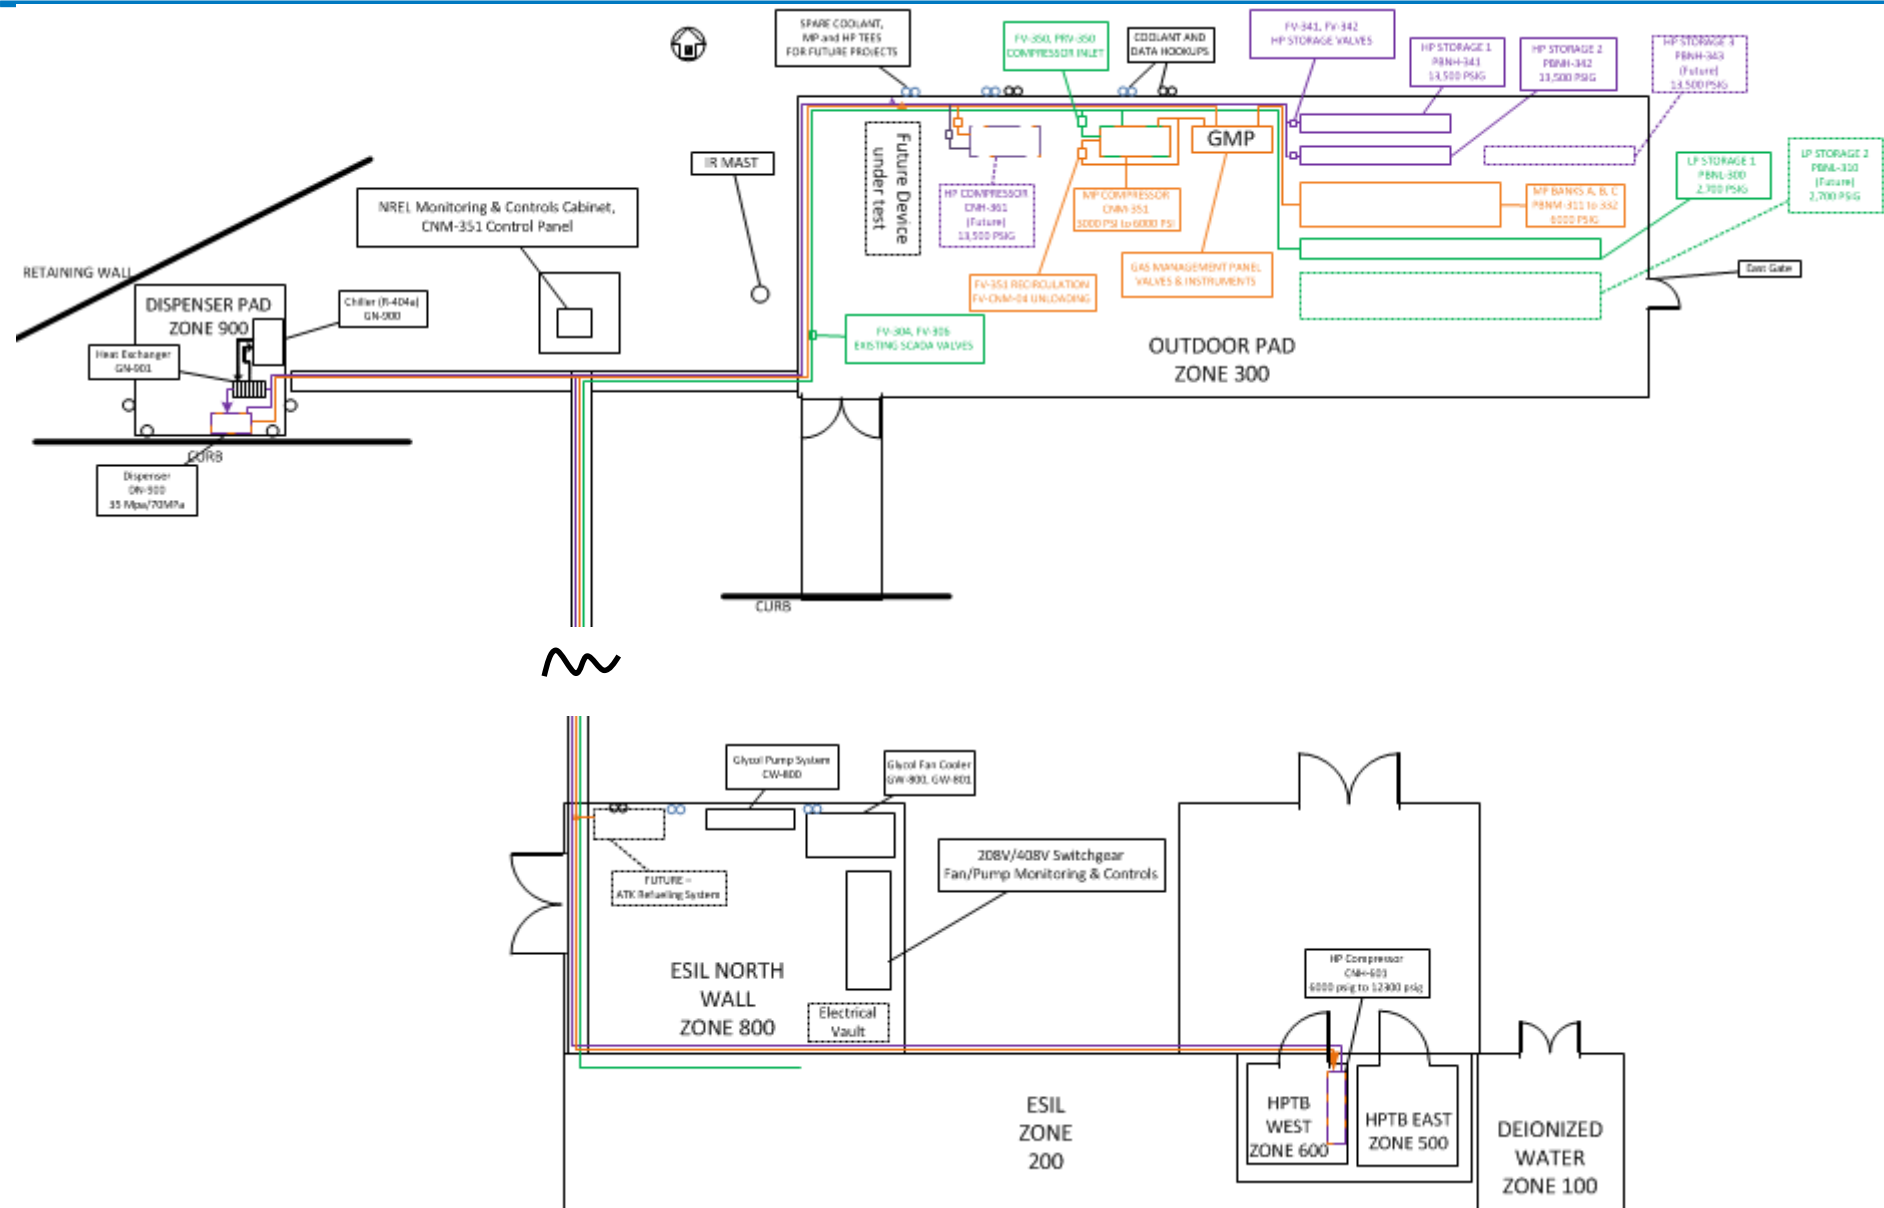 SPARE COOLANT,
MP and HP TEES
FOR FUTURE PROJECTS
FV-350, PRV-350
COMPRESSOR INLET
COOLANT AND
DATA HOOKUPS
FV-341, FV-342
HP STORAGE VALVES
HP STORAGE 1
PBNH-341
13,500 PSIG
HP STORAGE 2
PBNH-342
13,500 PSIG
HP STORAGE 3
PBNH-343
(Future)
13,500 PSIG
LP STORAGE 1
PBNL-300
2,700 PSIG
LP STORAGE 2
PBNL-310
(Future)
2,700 PSIG
MP BANKS A, B, C
PBNM-311 to 332
6000 PSIG
GMP
Future Device
under test
HP COMPRESSOR
CNH-361
(Future)
13,500 PSIG
MP COMPRESSOR
CNM-351
3000 PSI to 6000 PSI
FV-351 RECIRCULATION
FV-CNM-04 UNLOADING
GAS MANAGEMENT PANEL
VALVES & INSTRUMENTS
FV-304, FV-306
EXISTING SCADA VALVES
OUTDOOR PAD
ZONE 300
East Gate
IR MAST
NREL Monitoring & Controls Cabinet,
CNM-351 Control Panel
RETAINING WALL
DISPENSER PAD
ZONE 900
Chiller (R-404a)
GN-900
Heat Exchanger
GN-901
CURB
Dispenser
DN-900
35 Mpa/70MPa
CURB
Glycol Pump System
CW-800
Glycol Fan Cooler
GW-800, GW-801
208V/408V Switchgear
Fan/Pump Monitoring & Controls
FUTURE –
ATK Refueling System
ESIL NORTH
WALL
ZONE 800
Electrical
Vault
HP Compressor
CNH-601
6000 psig to 12300 psig
ESIL
ZONE
200
HPTB
WEST
ZONE 600
HPTB EAST
ZONE 500
DEIONIZED
WATER
ZONE 100